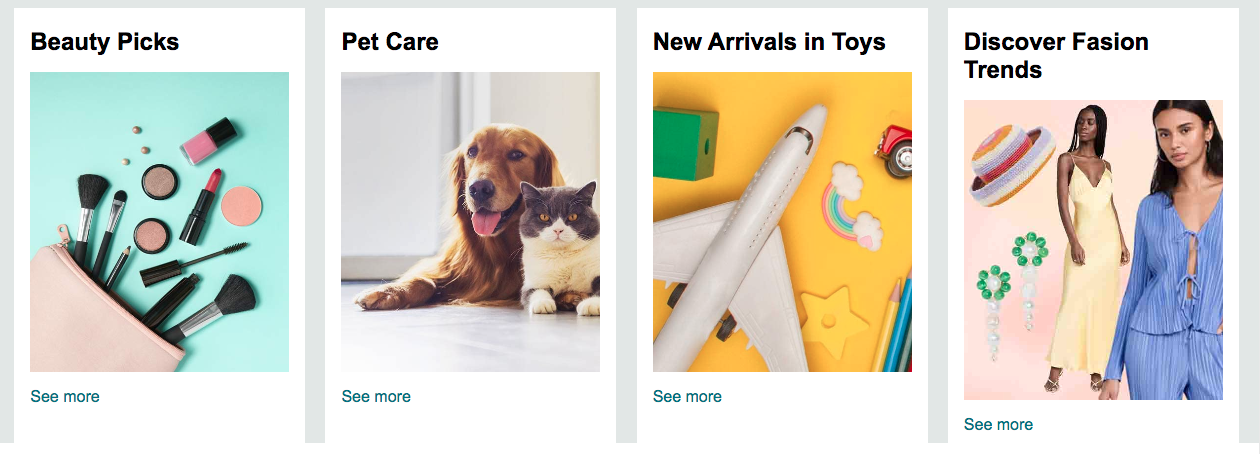 Beauty Picks
Pet Care
New Arrivals in Toys
Discover Fasion
Trends
See more
See more
See more
See more